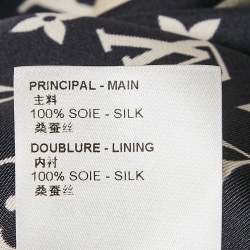 PRINCIPAL - MAIN
主料
100% SOIE - SILK
桑蚕丝
DOUBLURE - LINING
内衬
100% SOIE - SILK
桑蚕丝